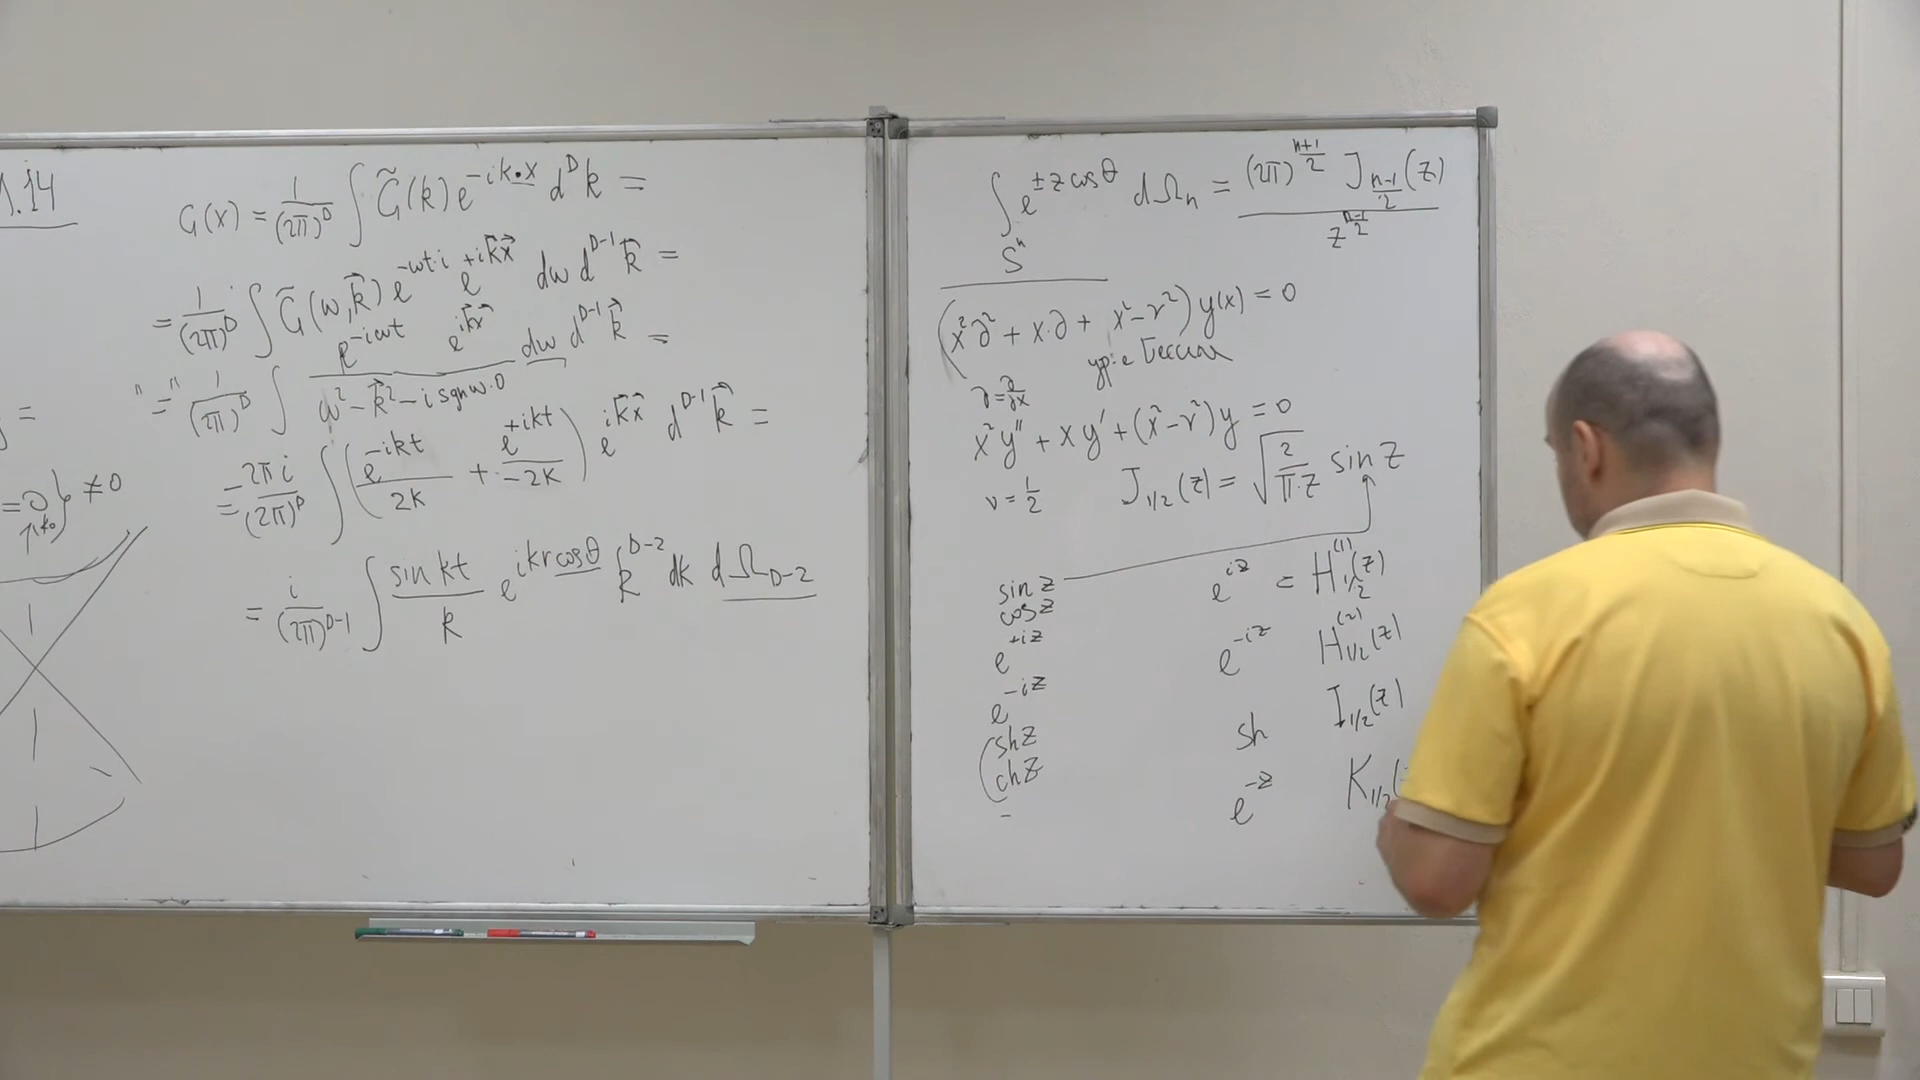 Л.14
G(x) = 1/(2π)^D ∫ G̃(k) e^{-ik·x} d^D k =
= 1/(2π)^D ∫ G̃(ω, k⃗) e^{-ωt·i} e^{+ik⃗x⃗} dω d^{D-1}k⃗ =
"=" 1/(2π)^D ∫ e^{-iωt} e^{ik⃗x⃗} / (ω² - k⃗² - i sgnω·0) dω d^{D-1}k⃗ =
= -2πi/(2π)^D ∫ (e^{-ikt}/2k + e^{+ikt}/-2k) e^{ik⃗x⃗} d^{D-1}k⃗ =
= i/(2π)^{D-1} ∫ sin kt / k e^{ikr cosθ} k^{D-2} dk dΩ_{D-2}
=
=0} ≠ 0
∫_{S^n} e^{±z cosθ} dΩ_n = (2π)^{(n+1)/2} J_{(n-1)/2}(z) / z^{(n-1)/2}
(x²∂² + x·∂ + x² - ν²) y(x) = 0
ур-е Бесселя
∂ = ∂/∂x
x²y'' + xy' + (x² - ν²)y = 0
ν = 1/2 J_{1/2}(z) = √(2/(π·z)) sin z
sin z
cos z
e^{+iz}
e^{-iz}
(sh z
ch z
e^{iz} = H^{(1)}_{1/2}(z)
e^{-iz} H^{(2)}_{1/2}(z)
sh I_{1/2}(z)
e^{-z} K_{1/2}(